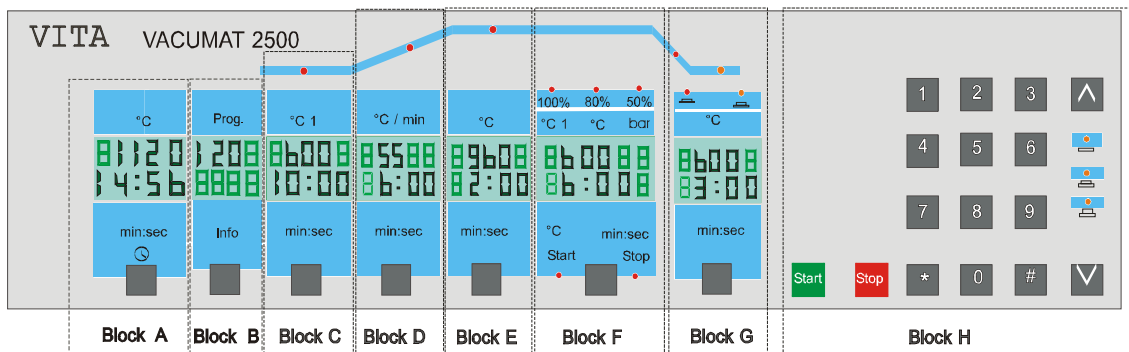 VITA VACUMAT 2500
°C
1120
14:56
min:sec
Prog.
120
Info
°C 1
600
10:00
min:sec
°C / min
55
6:00
min:sec
°C
960
2:00
min:sec
100% 80% 50%
°C 1 °C bar
600
6:00
°C min:sec
Start Stop
°C
600
3:00
min:sec
1 2 3
4 5 6
7 8 9
Start Stop * 0 #
Block A Block B Block C Block D Block E Block F Block G Block H